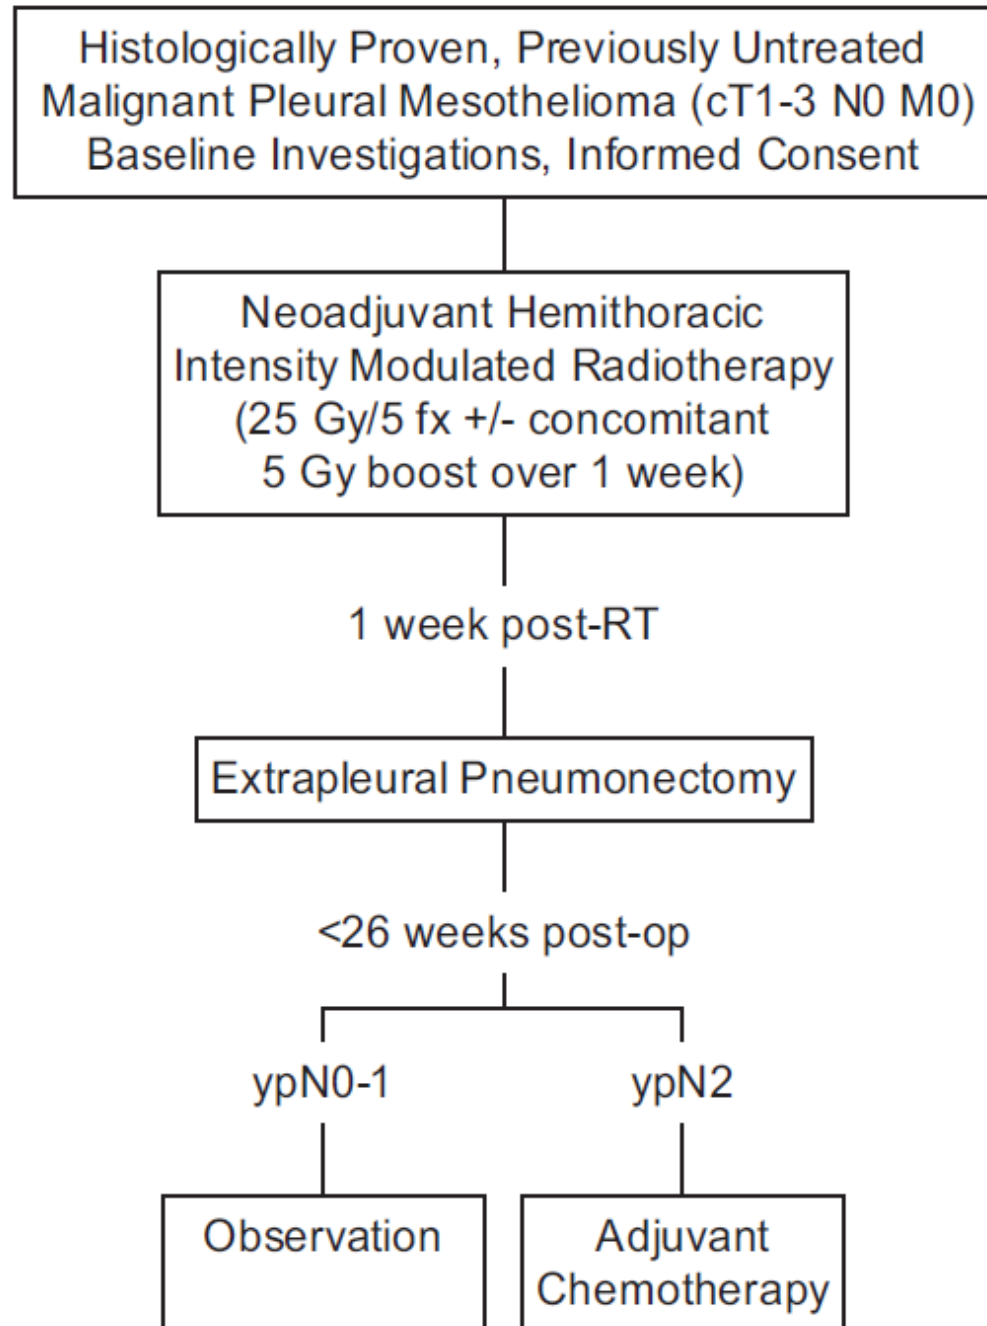 Histologically Proven, Previously Untreated
Malignant Pleural Mesothelioma (cT1-3 N0 M0)
Baseline Investigations, Informed Consent
Neoadjuvant Hemithoracic
Intensity Modulated Radiotherapy
(25 Gy/5 fx +/- concomitant
5 Gy boost over 1 week)
1 week post-RT
Extrapleural Pneumonectomy
<26 weeks post-op
ypN0-1
ypN2
Observation
Adjuvant
Chemotherapy